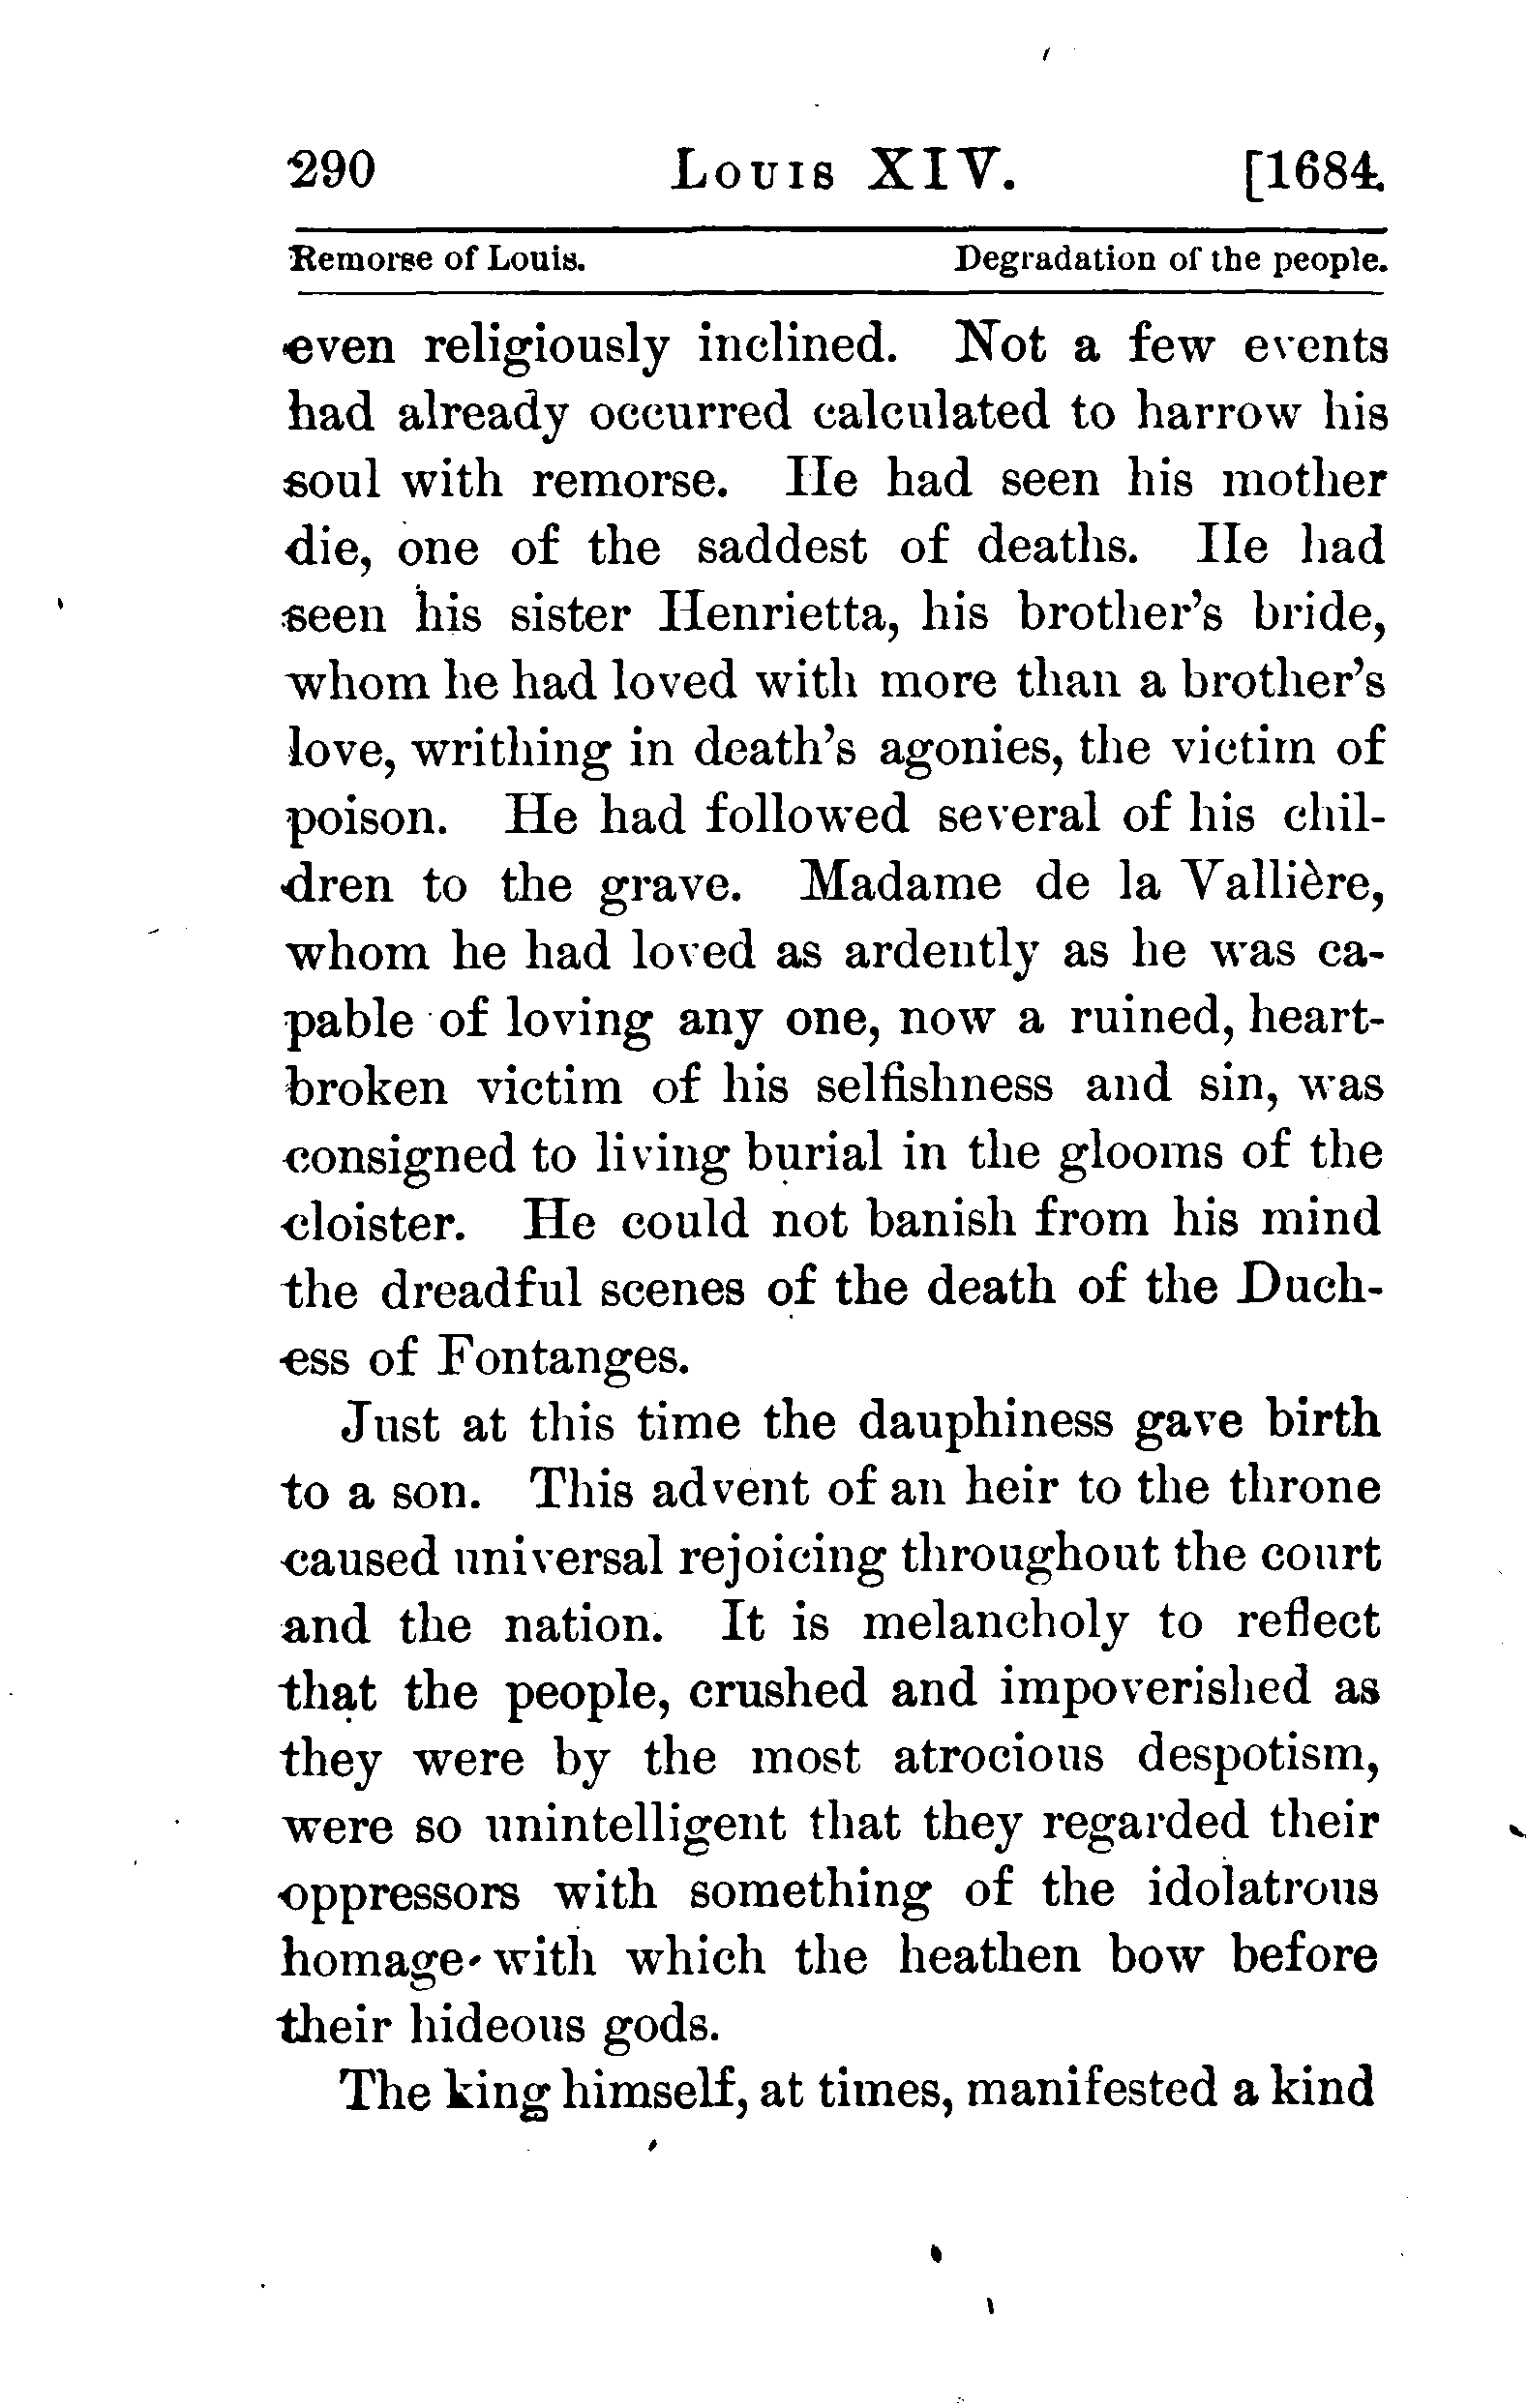 290 Louis XIV. [1684.
Remorse of Louis. Degradation of the people.
even religiously inclined. Not a few events
had already occurred calculated to harrow his
soul with remorse. He had seen his mother
die, one of the saddest of deaths. He had
seen his sister Henrietta, his brother's bride,
whom he had loved with more than a brother's
love, writhing in death's agonies, the victim of
poison. He had followed several of his chil-
dren to the grave. Madame de la Vallière,
whom he had loved as ardently as he was ca-
pable of loving any one, now a ruined, heart-
broken victim of his selfishness and sin, was
consigned to living burial in the glooms of the
cloister. He could not banish from his mind
the dreadful scenes of the death of the Duch-
ess of Fontanges.
Just at this time the dauphiness gave birth
to a son. This advent of an heir to the throne
caused universal rejoicing throughout the court
and the nation. It is melancholy to reflect
that the people, crushed and impoverished as
they were by the most atrocious despotism,
were so unintelligent that they regarded their
oppressors with something of the idolatrous
homage with which the heathen bow before
their hideous gods.
The king himself, at times, manifested a kind